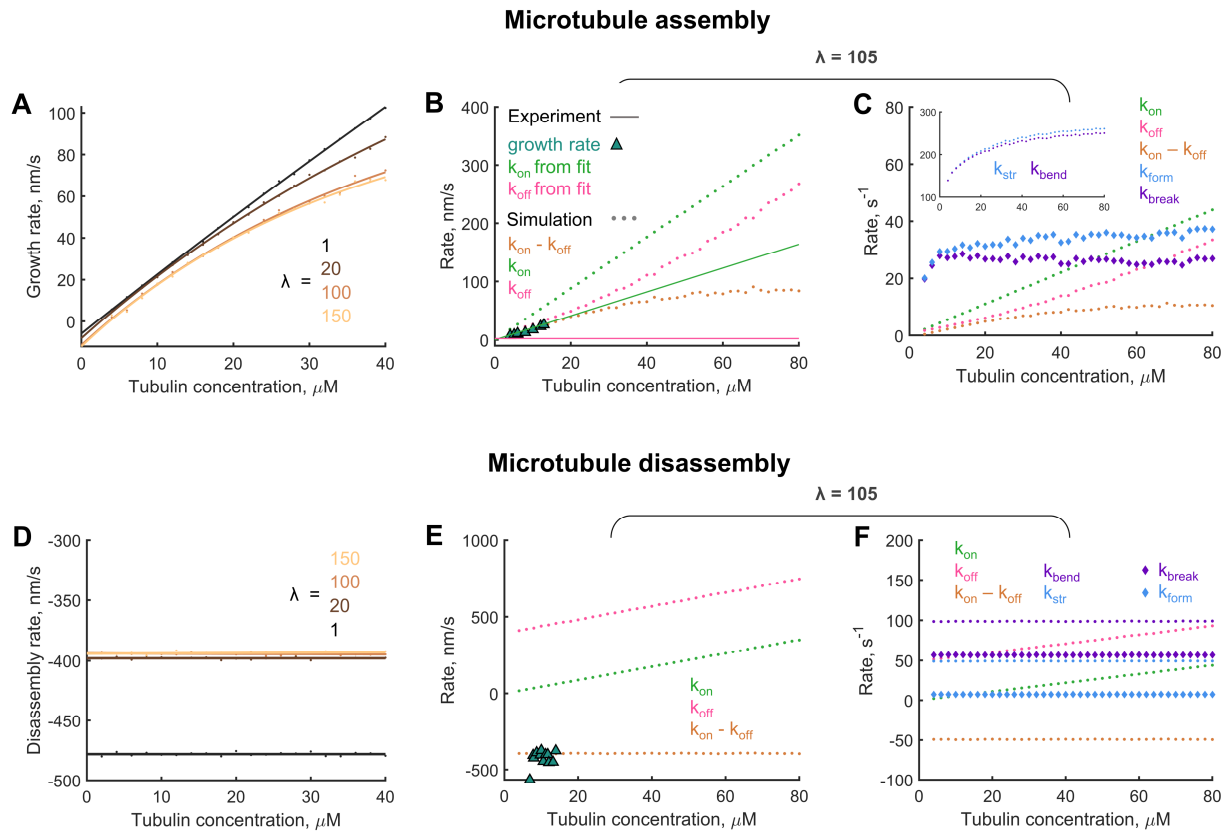 Microtubule assembly
λ = 105
A
Growth rate, nm/s
100
80
60
40
20
0
0
10
20
30
40
Tubulin concentration, μM
λ =
1
20
100
150
B
Rate, nm/s
400
300
200
100
0
0
20
40
60
80
Tubulin concentration, μM
Experiment
growth rate
kon from fit
koff from fit
Simulation
kon - koff
kon
koff
C
Rate, s-1
80
60
40
20
0
0
20
40
60
80
Tubulin concentration, μM
300
200
100
0
20
40
60
80
kstr kbend
kon
koff
kon – koff
kform
kbreak
Microtubule disassembly
λ = 105
D
Disassembly rate, nm/s
-300
-350
-400
-450
-500
0
10
20
30
40
Tubulin concentration, μM
λ =
150
100
20
1
E
Rate, nm/s
1000
500
0
-500
0
20
40
60
80
Tubulin concentration, μM
kon
koff
kon - koff
F
Rate, s-1
200
150
100
50
0
-50
-100
0
20
40
60
80
Tubulin concentration, μM
kon
koff kbend kbreak
kon – koff kstr kform